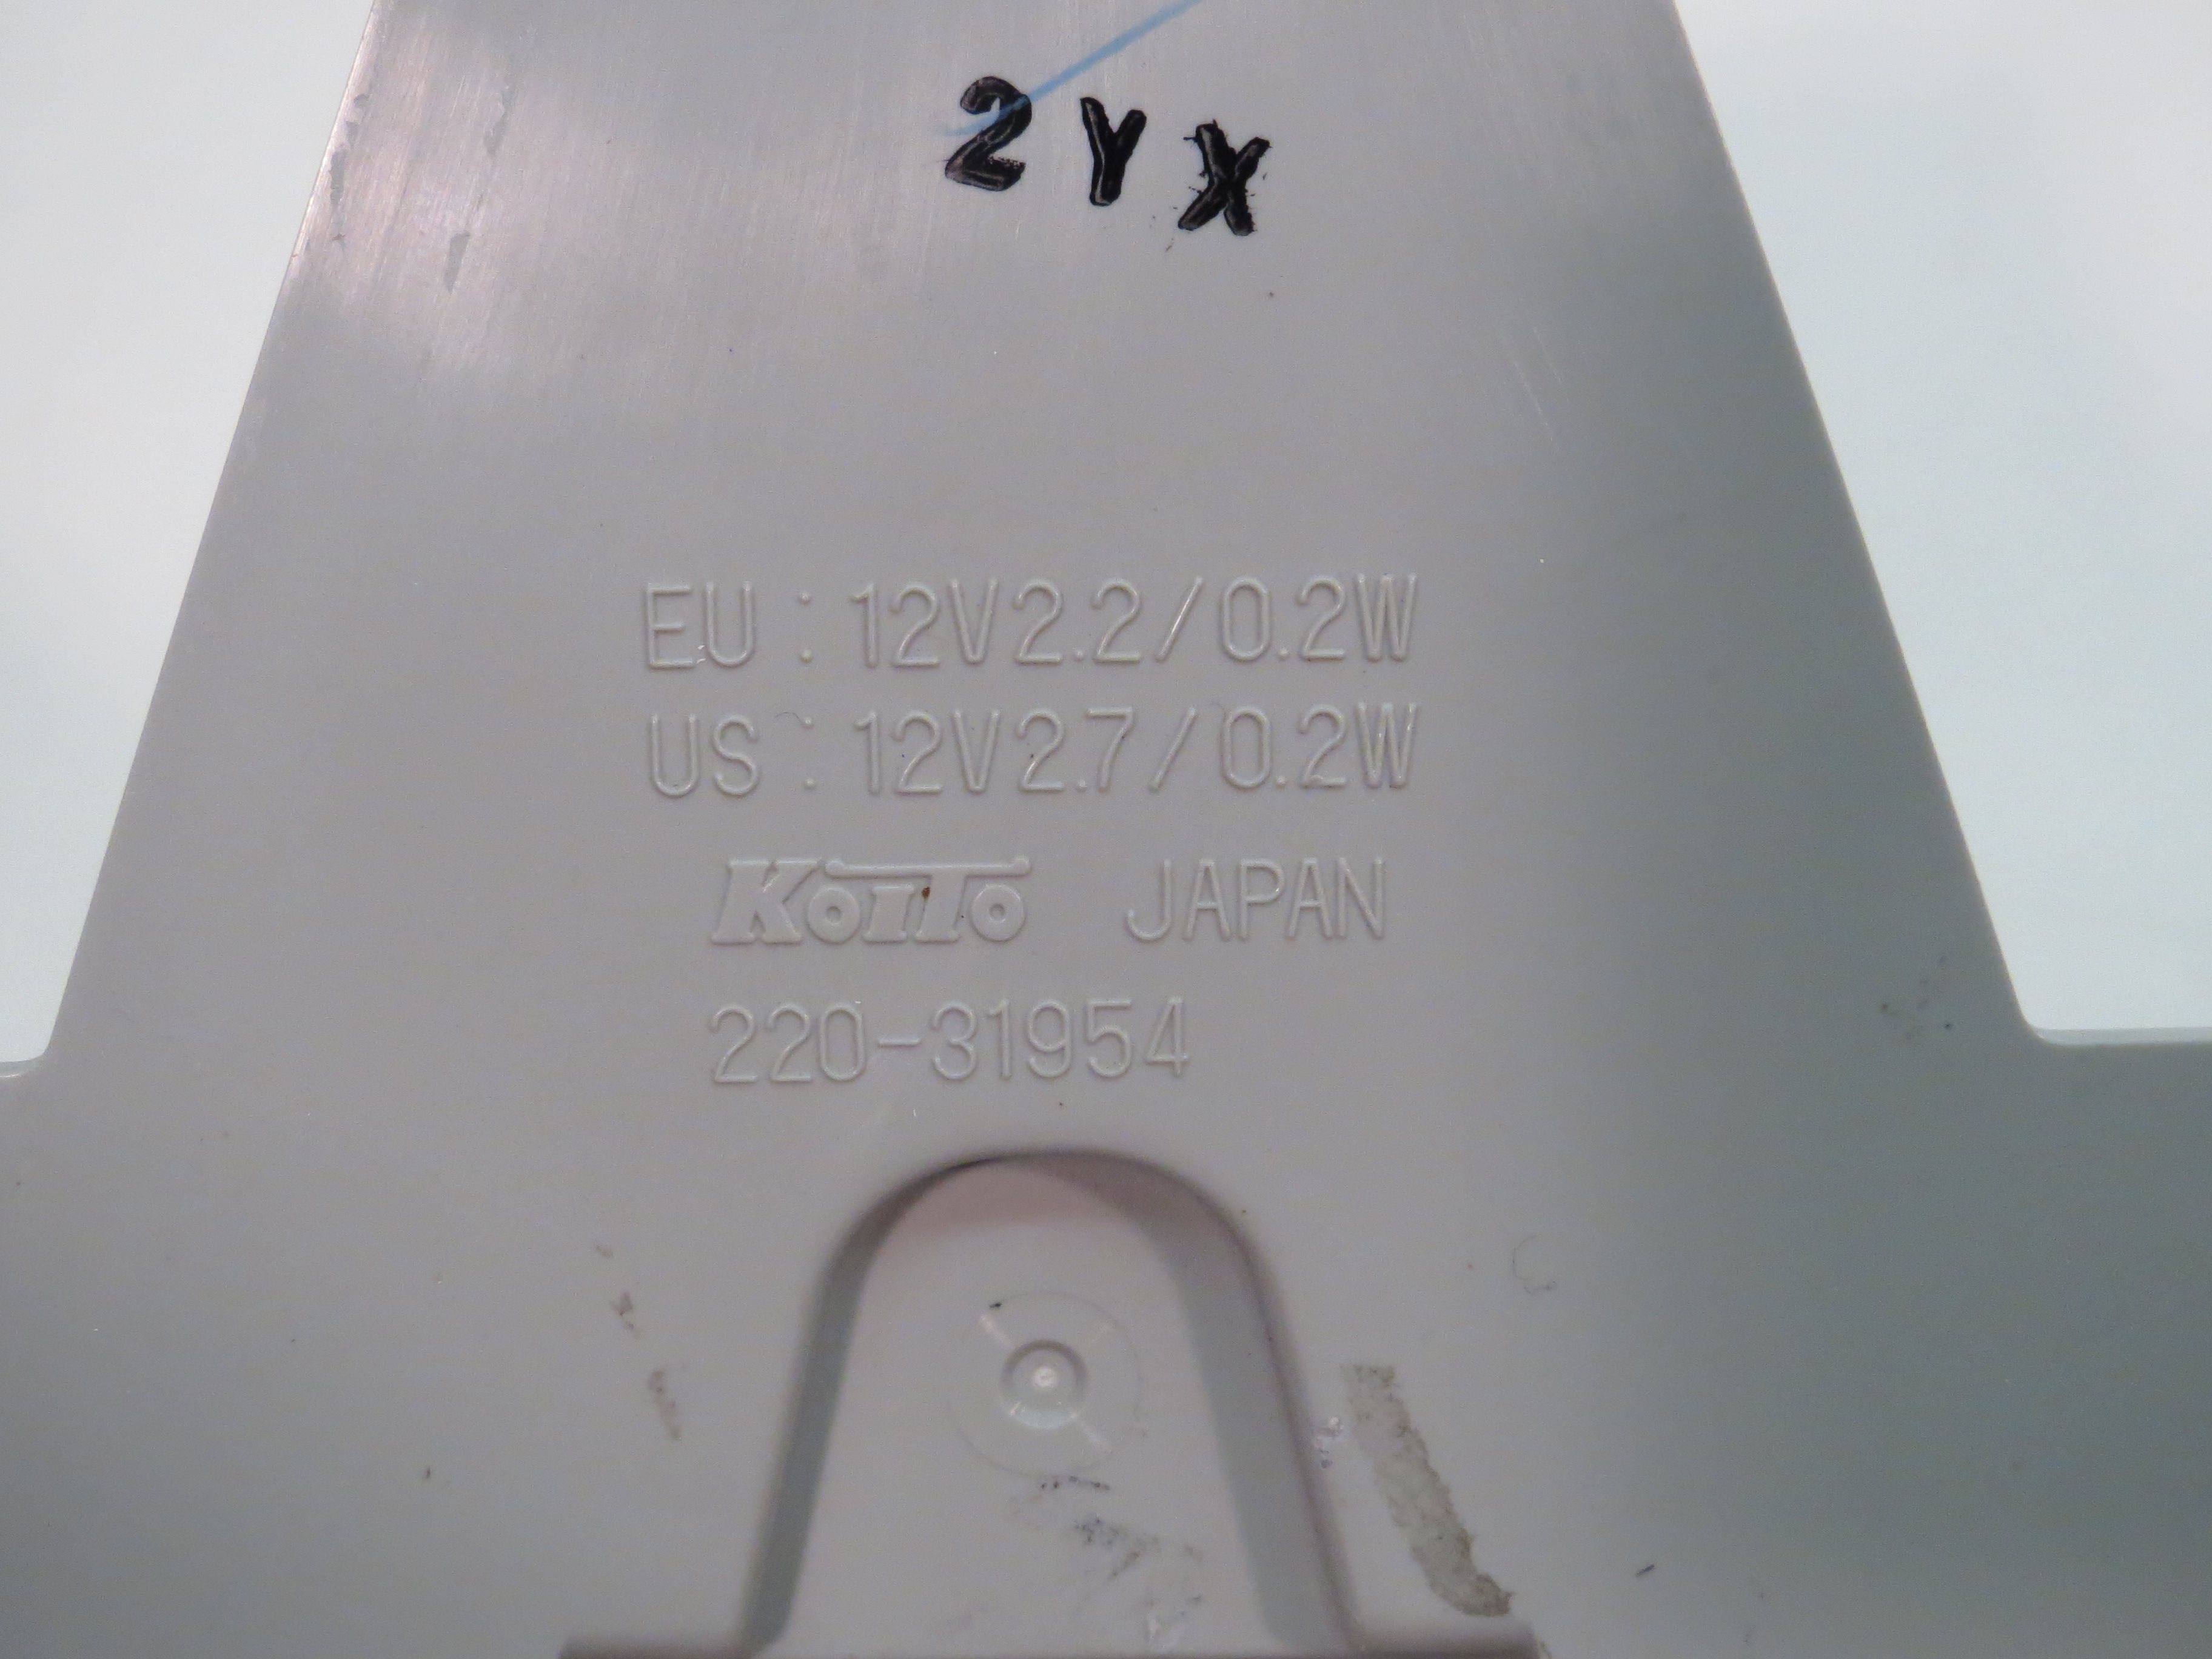 2YX
EU : 12V2.2/0.2W
US : 12V2.7/0.2W
KOITO JAPAN
220-31954